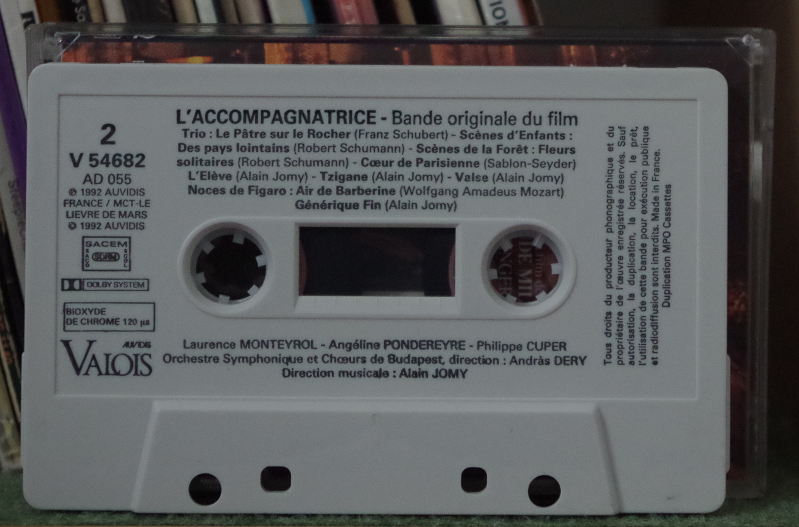 L'ACCOMPAGNATRICE - Bande originale du film
Trio : Le Pâtre sur le Rocher (Franz Schubert) - Scènes d'Enfants :
Des pays lointains (Robert Schumann) - Scènes de la Forêt : Fleurs
solitaires (Robert Schumann) - Cœur de Parisienne (Sablon-Seyder)
L'Elève (Alain Jomy) - Tzigane (Alain Jomy) - Valse (Alain Jomy)
Noces de Figaro : Air de Barberine (Wolfgang Amadeus Mozart)
Générique Fin (Alain Jomy)
2
V 54682
AD 055
℗ 1992 AUVIDIS
FRANCE / MCT-LE
LIEVRE DE MARS
© 1992 AUVIDIS
SACEM
SDRM
DOLBY SYSTEM
BIOXYDE
DE CHROME 120 µs
AUVIDIS
VALOIS
Laurence MONTEYROL - Angéline PONDEREYRE - Philippe CUPER
Orchestre Symphonique et Chœurs de Budapest, direction : Andràs DERY
Direction musicale : Alain JOMY
Tous droits du producteur phonographique et du
propriétaire de l'œuvre enregistrée réservés. Sauf
autorisation, la duplication, la location, le prêt,
l'utilisation de cette bande pour exécution publique
et radiodiffusion sont interdits. Made in France.
Duplication MPO Cassettes